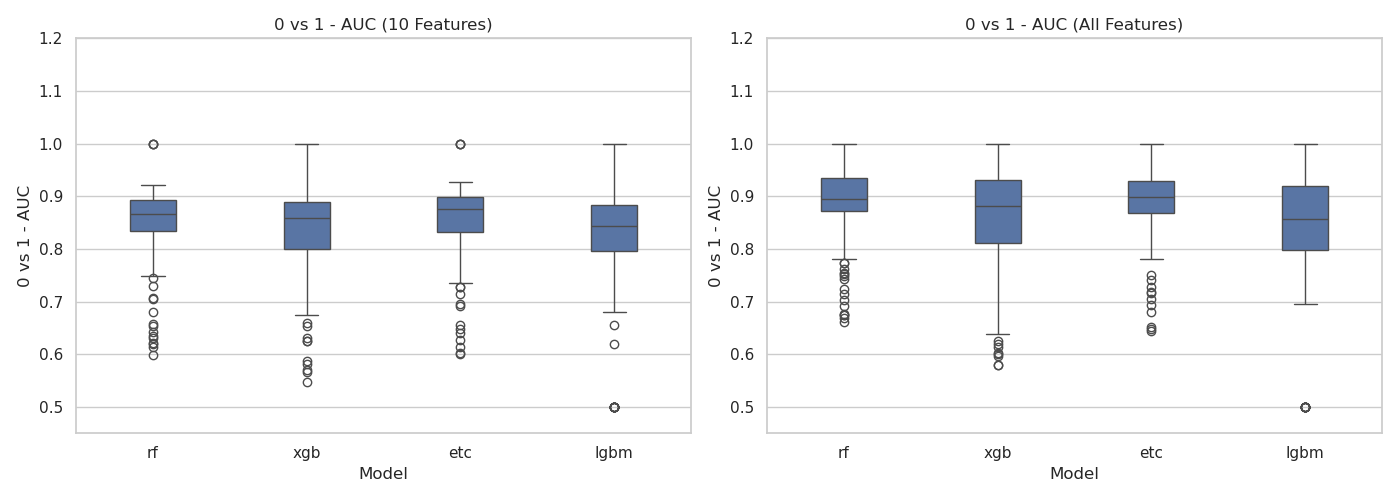 0 vs 1 - AUC (10 Features)
1.2
1.1
1.0
0.9
0.8
0.7
0.6
0.5
0 vs 1 - AUC
rf xgb etc lgbm
Model
0 vs 1 - AUC (All Features)
1.2
1.1
1.0
0.9
0.8
0.7
0.6
0.5
0 vs 1 - AUC
rf xgb etc lgbm
Model